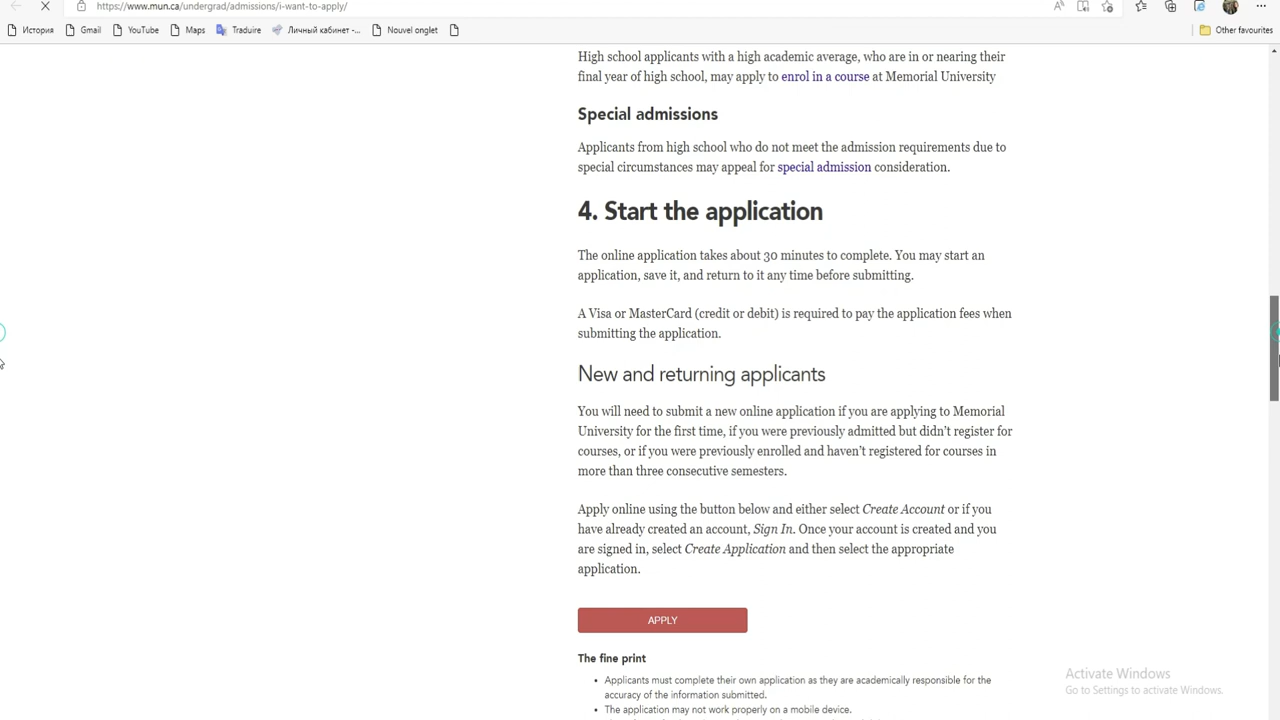 https://www.mun.ca/undergrad/admissions/i-want-to-apply/
История Gmail YouTube Maps Traduire Личный кабинет -... Nouvel onglet Other favourites
High school applicants with a high academic average, who are in or nearing their
final year of high school, may apply to enrol in a course at Memorial University
Special admissions
Applicants from high school who do not meet the admission requirements due to
special circumstances may appeal for special admission consideration.
4. Start the application
The online application takes about 30 minutes to complete. You may start an
application, save it, and return to it any time before submitting.
A Visa or MasterCard (credit or debit) is required to pay the application fees when
submitting the application.
New and returning applicants
You will need to submit a new online application if you are applying to Memorial
University for the first time, if you were previously admitted but didn't register for
courses, or if you were previously enrolled and haven't registered for courses in
more than three consecutive semesters.
Apply online using the button below and either select Create Account or if you
have already created an account, Sign In. Once your account is created and you
are signed in, select Create Application and then select the appropriate
application.
APPLY
The fine print
• Applicants must complete their own application as they are academically responsible for the
accuracy of the information submitted.
• The application may not work properly on a mobile device.
Activate Windows
Go to Settings to activate Windows.